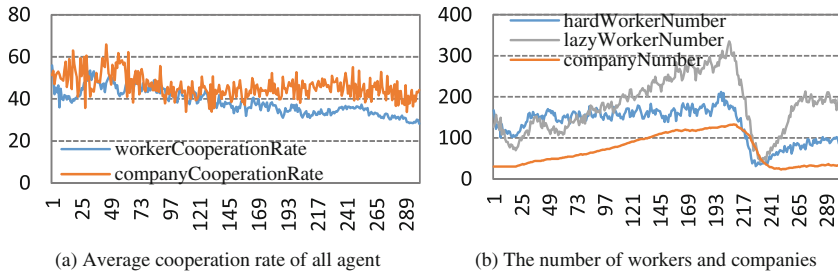 80
60
40
20
0
workerCooperationRate
companyCooperationRate
1 25 49 73 97 121 145 169 193 217 241 265 289
(a) Average cooperation rate of all agent
400
300
200
100
0
hardWorkerNumber
lazyWorkerNumber
companyNumber
1 25 49 73 97 121 145 169 193 217 241 265 289
(b) The number of workers and companies